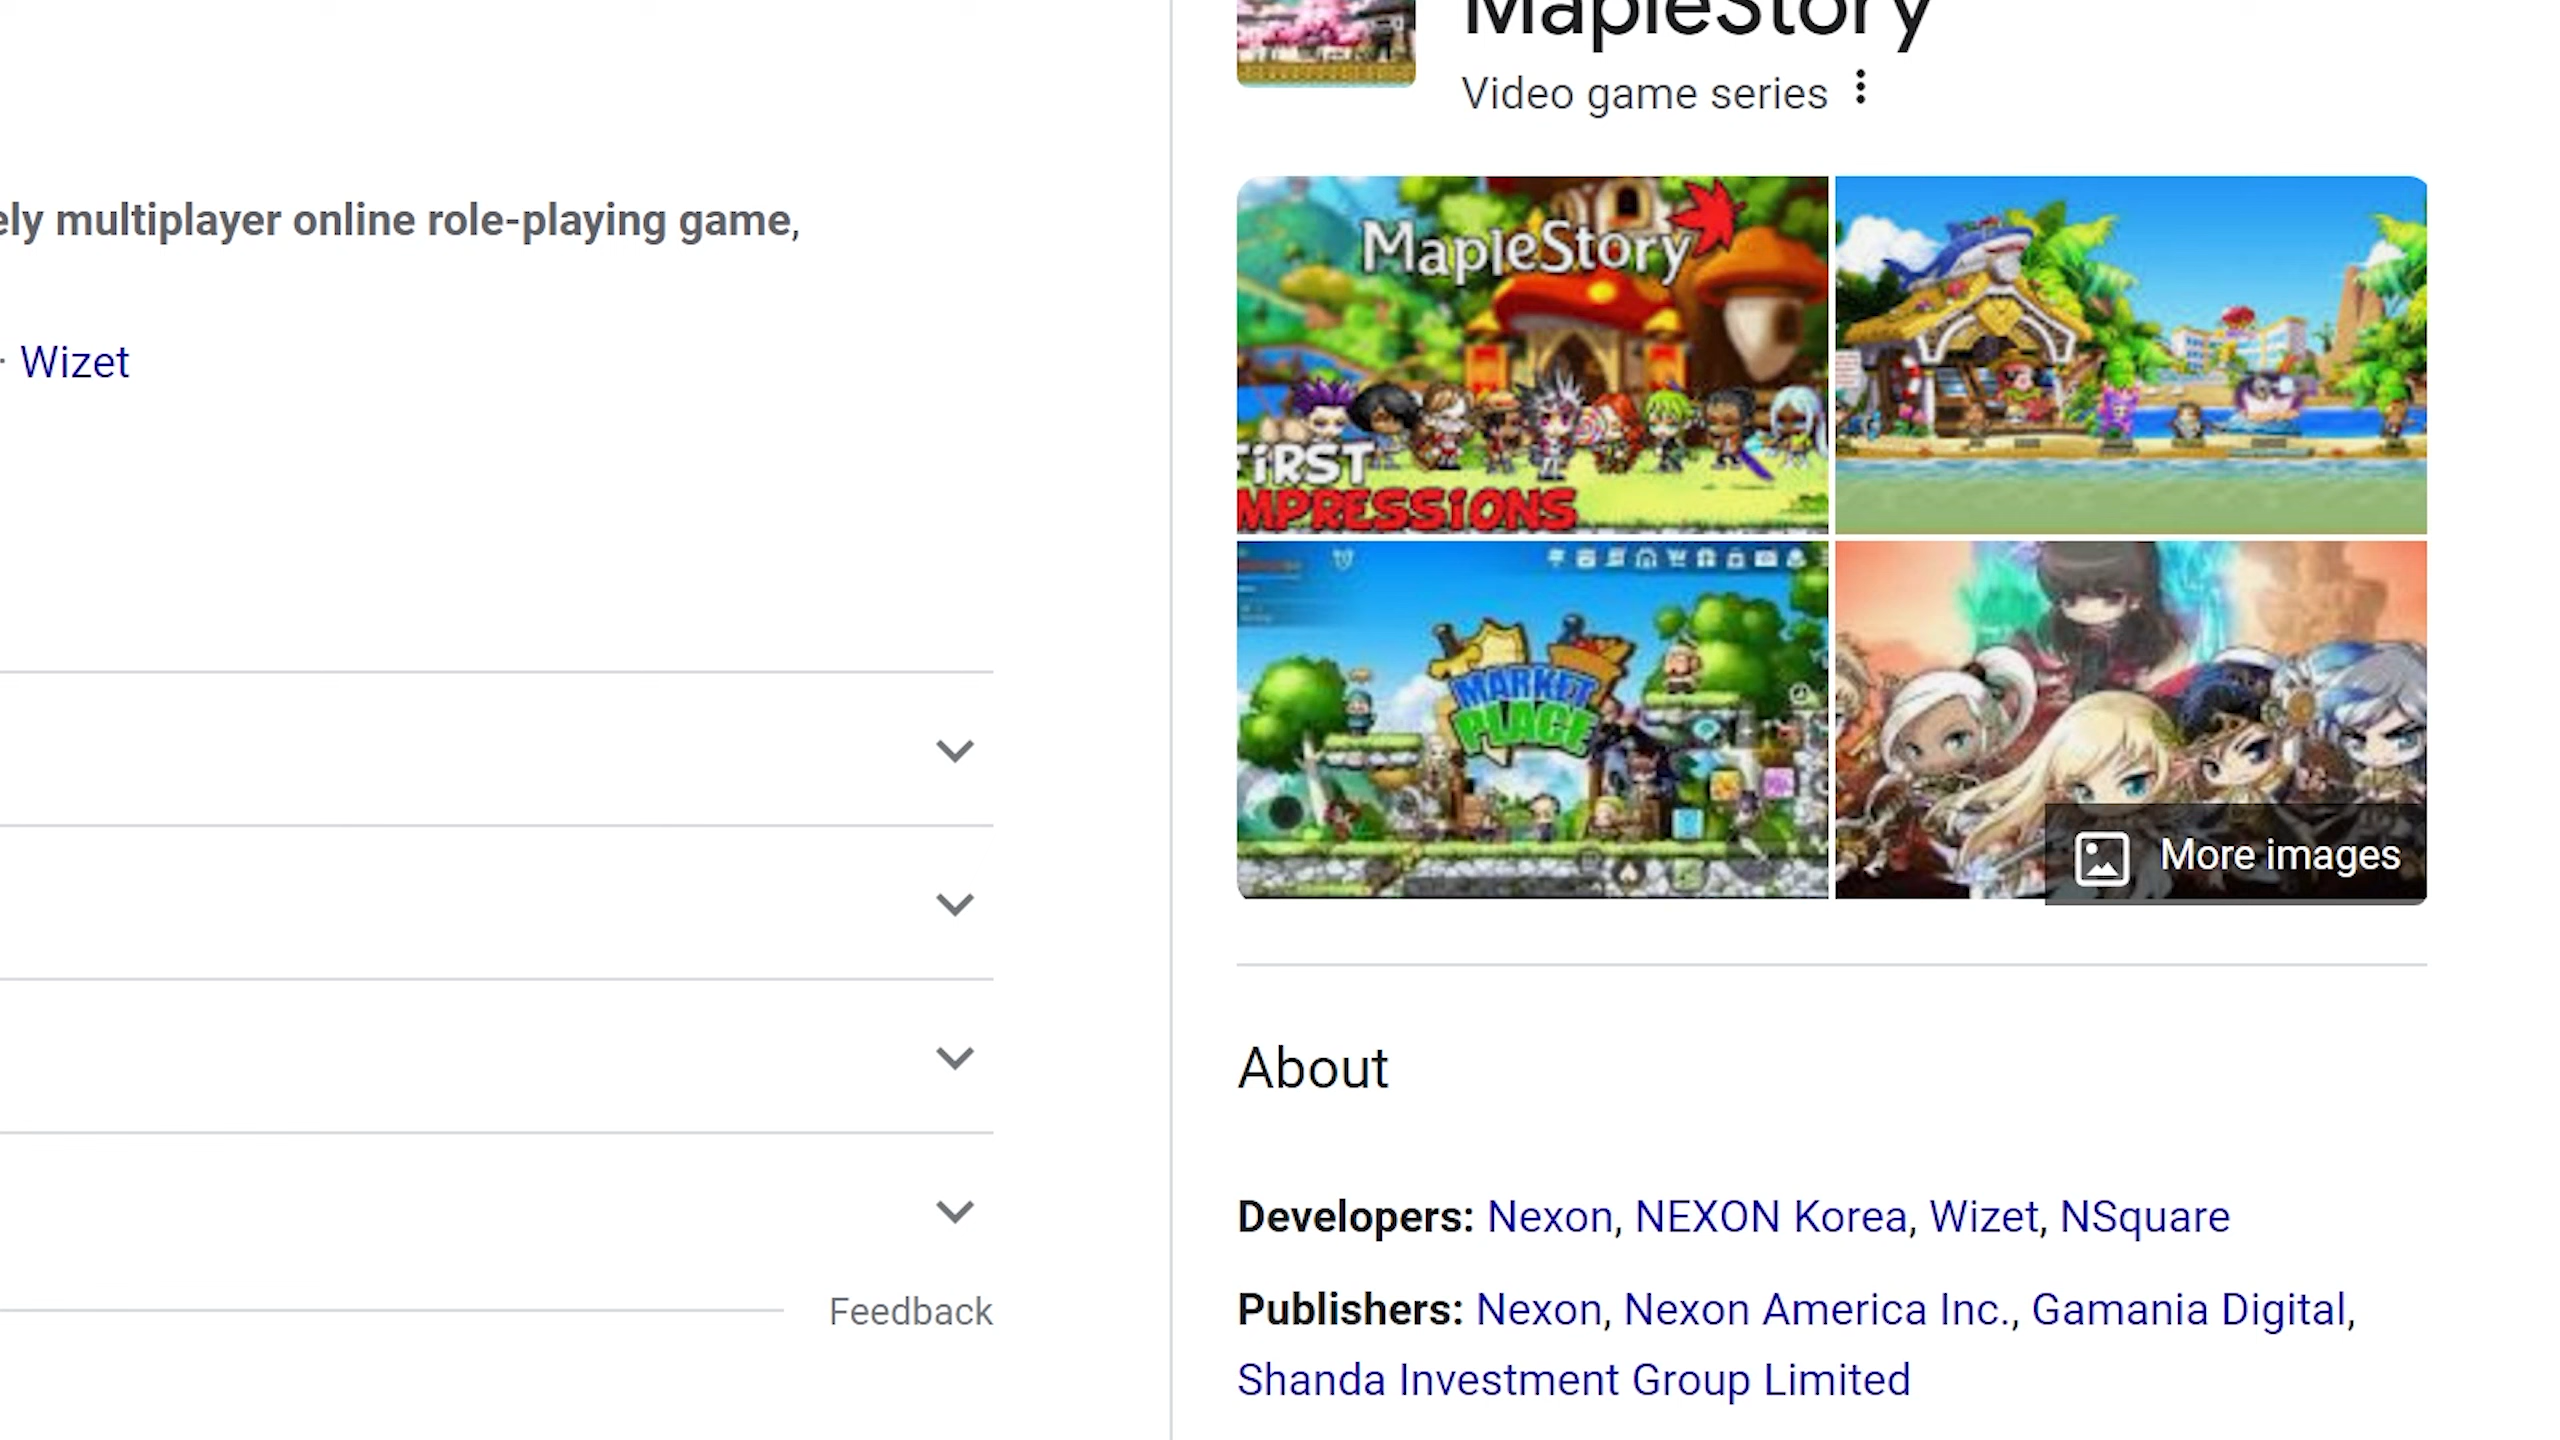 MapleStory
Video game series
ely multiplayer online role-playing game,
· Wizet
MapleStory
FiRST
MPRESSiONS
MARKET
PLACE
More images
About
Developers: Nexon, NEXON Korea, Wizet, NSquare
Publishers: Nexon, Nexon America Inc., Gamania Digital,
Shanda Investment Group Limited
Feedback